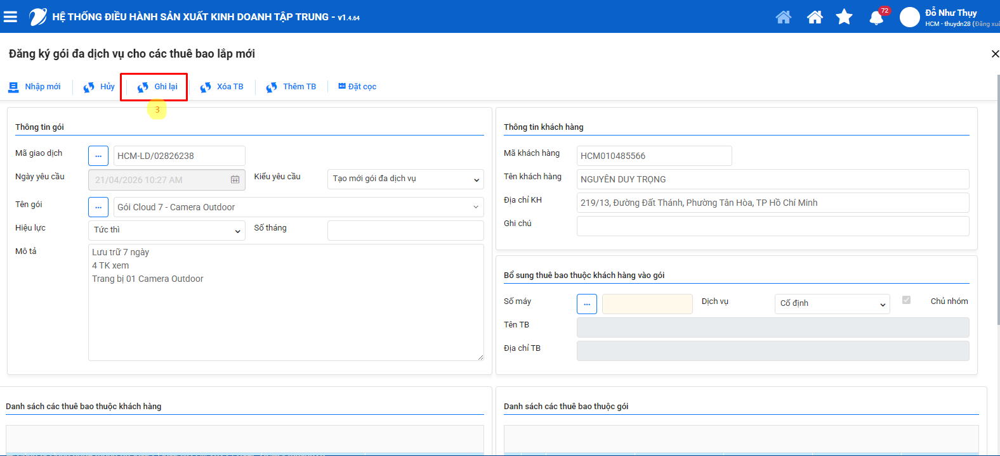 HỆ THỐNG ĐIỀU HÀNH SẢN XUẤT KINH DOANH TẬP TRUNG - v1.4.64
72
Đỗ Như Thụy
HCM - thuydn28 (Đăng xuấ
Đăng ký gói đa dịch vụ cho các thuê bao lắp mới
Nhập mới
Hủy
Ghi lại
Xóa TB
Thêm TB
Đặt cọc
3
Thông tin gói
Mã giao dịch
...
HCM-LD/02826238
Ngày yêu cầu
21/04/2026 10:27 AM
Kiểu yêu cầu
Tạo mới gói đa dịch vụ
Tên gói
...
Gói Cloud 7 - Camera Outdoor
Hiệu lực
Tức thì
Số tháng
Mô tả
Lưu trữ 7 ngày
4 TK xem
Trang bị 01 Camera Outdoor
Thông tin khách hàng
Mã khách hàng
HCM010485566
Tên khách hàng
NGUYỄN DUY TRỌNG
Địa chỉ KH
219/13, Đường Đất Thánh, Phường Tân Hòa, TP Hồ Chí Minh
Ghi chú
Bổ sung thuê bao thuộc khách hàng vào gói
Số máy
...
Dịch vụ
Cố định
Chủ nhóm
Tên TB
Địa chỉ TB
Danh sách các thuê bao thuộc khách hàng
Danh sách các thuê bao thuộc gói